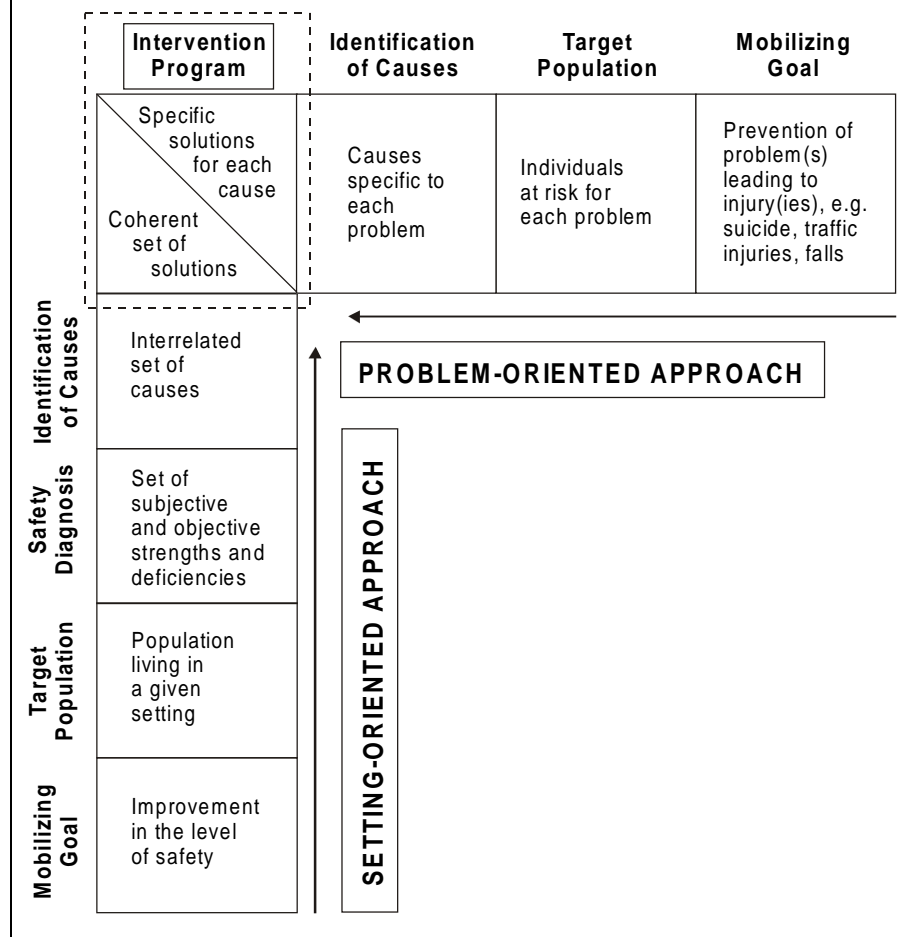 Intervention
Program
Identification
of Causes
Target
Population
Mobilizing
Goal
Specific
solutions
for each
cause
Coherent
set of
solutions
Causes
specific to
each
problem
Individuals
at risk for
each problem
Prevention of
problem(s)
leading to
injury(ies), e.g.
suicide, traffic
injuries, falls
Identification
of Causes
Interrelated
set of
causes
PROBLEM-ORIENTED APPROACH
Safety
Diagnosis
Set of
subjective
and objective
strengths and
deficiencies
SETTING-ORIENTED APPROACH
Target
Population
Population
living in
a given
setting
Mobilizing
Goal
Improvement
in the level
of safety